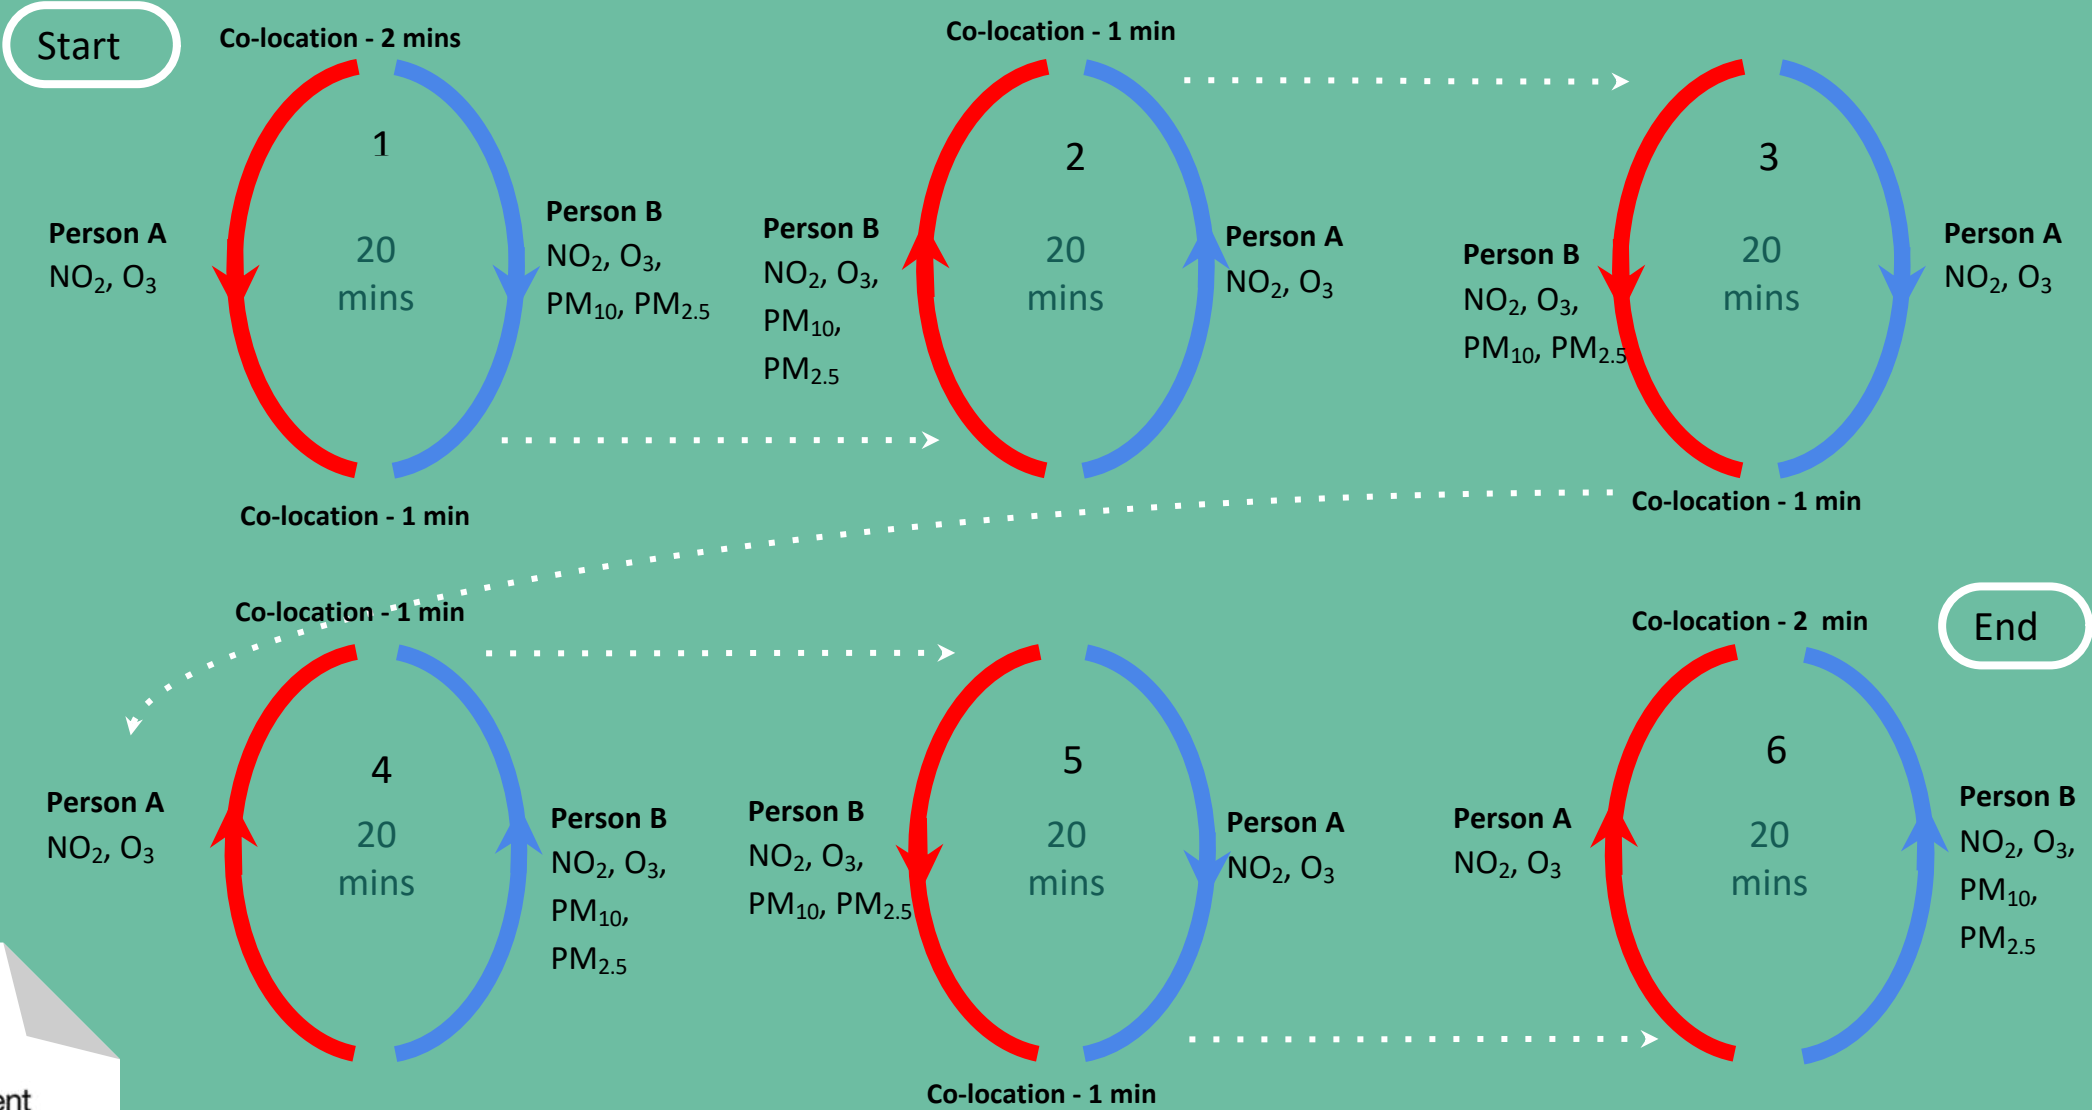 Start
Co-location - 2 mins
1
20
mins
Person A
NO₂, O₃
Person B
NO₂, O₃,
PM₁₀, PM₂.₅
Co-location - 1 min
Co-location - 1 min
2
20
mins
Person B
NO₂, O₃,
PM₁₀,
PM₂.₅
Person A
NO₂, O₃
3
20
mins
Person B
NO₂, O₃,
PM₁₀, PM₂.₅
Person A
NO₂, O₃
Co-location - 1 min
Co-location - 1 min
4
20
mins
Person A
NO₂, O₃
Person B
NO₂, O₃,
PM₁₀,
PM₂.₅
5
20
mins
Person B
NO₂, O₃,
PM₁₀, PM₂.₅
Person A
NO₂, O₃
Co-location - 1 min
Co-location - 2  min
End
6
20
mins
Person A
NO₂, O₃
Person B
NO₂, O₃,
PM₁₀,
PM₂.₅
ent